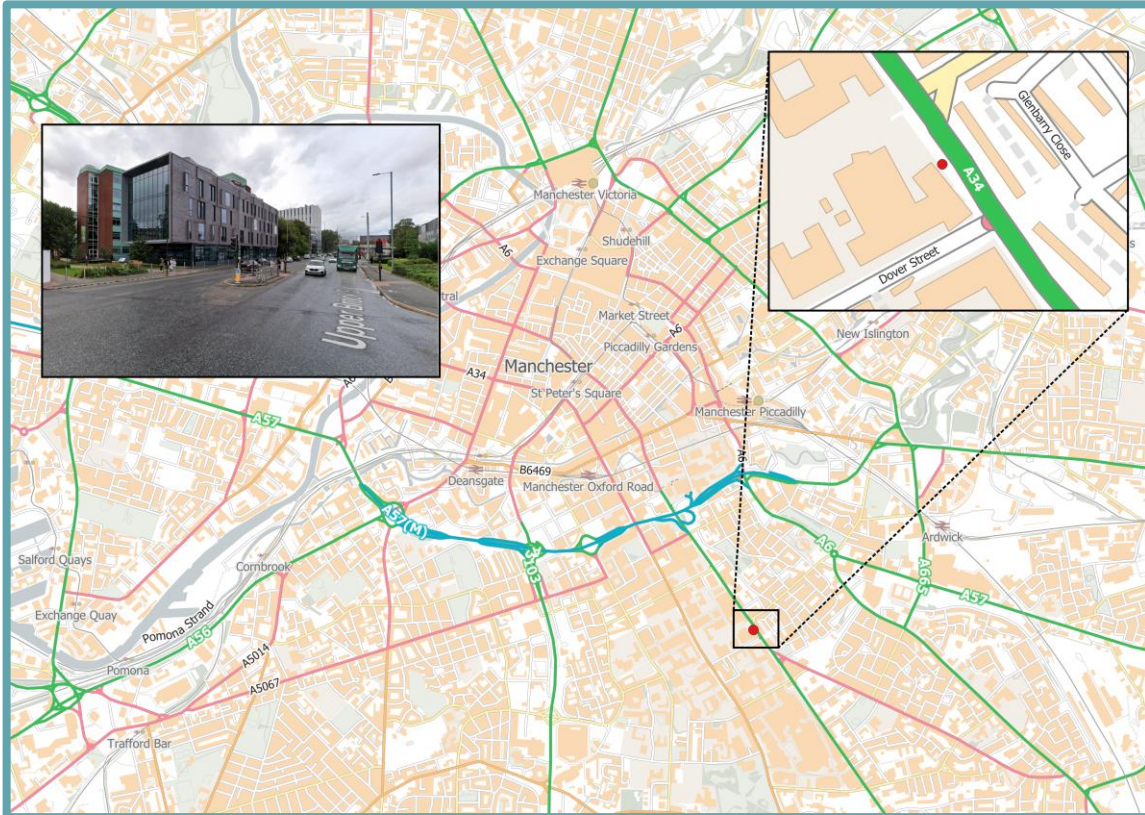 Manchester Victoria
Shudehill
Exchange Square
A6
Market Street
A6
Piccadilly Gardens
New Islington
Manchester
A34
St Peter's Square
Manchester Piccadilly
A57
A6
B6469
Deansgate
Manchester Oxford Road
A57(M)
Ardwick
Salford Quays
Cornbrook
A6
A665
A57
Exchange Quay
Pomona Strand
A56
A5014
Pomona
A5067
Trafford Bar
Glenbarry Close
A34
Dover Street